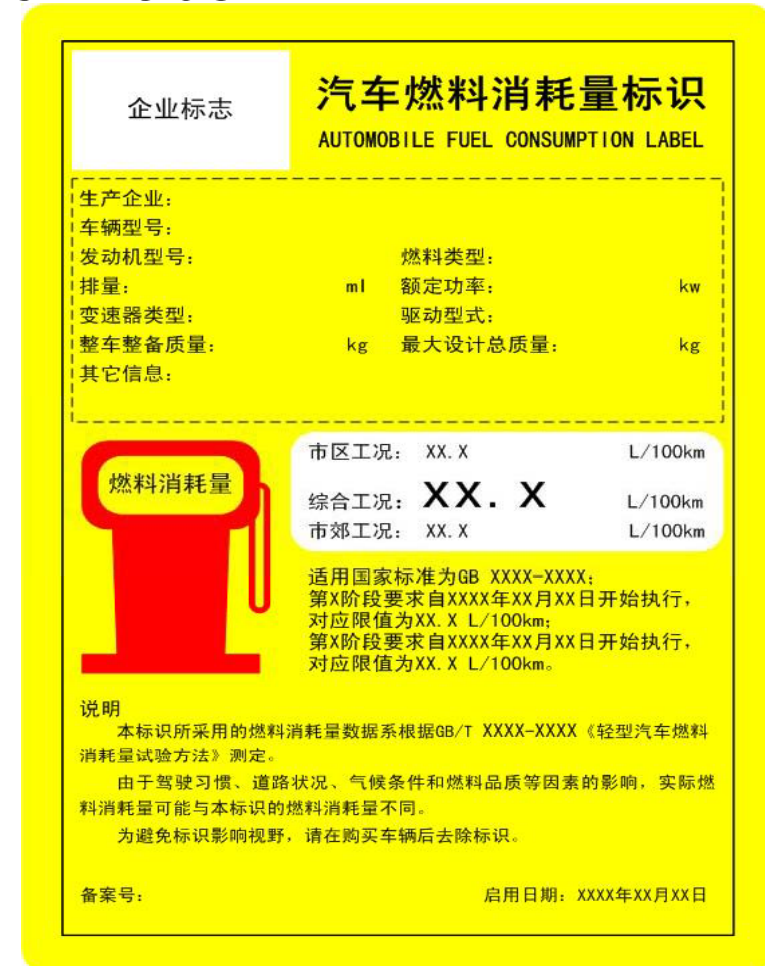 企业标志
汽车燃料消耗量标识
AUTOMOBILE FUEL CONSUMPTION LABEL
生产企业:
车辆型号:
发动机型号: 燃料类型:
排量: ml 额定功率: kw
变速器类型: 驱动型式:
整车整备质量: kg 最大设计总质量: kg
其它信息:
燃料消耗量
市区工况: XX.X L/100km
综合工况: XX.X L/100km
市郊工况: XX.X L/100km
适用国家标准为GB XXXX-XXXX;
第X阶段要求自XXXX年XX月XX日开始执行,
对应限值为XX.X L/100km;
第X阶段要求自XXXX年XX月XX日开始执行,
对应限值为XX.X L/100km。
说明
本标识所采用的燃料消耗量数据系根据GB/T XXXX-XXXX《轻型汽车燃料
消耗量试验方法》测定。
由于驾驶习惯、道路状况、气候条件和燃料品质等因素的影响，实际燃
料消耗量可能与本标识的燃料消耗量不同。
为避免标识影响视野，请在购买车辆后去除标识。
备案号: 启用日期: XXXX年XX月XX日